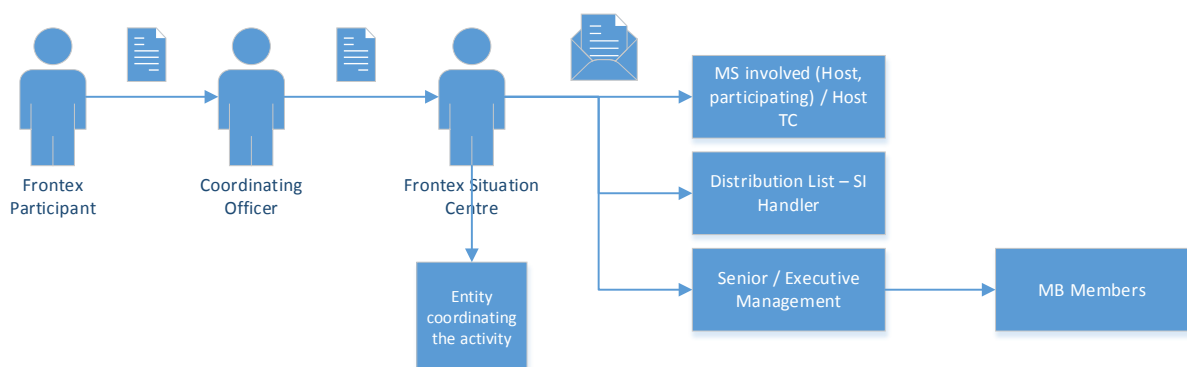 Frontex
Participant
Coordinating
Officer
Frontex Situation
Centre
Entity
coordinating
the activity
MS involved (Host,
participating) / Host
TC
Distribution List – SI
Handler
Senior / Executive
Management
MB Members